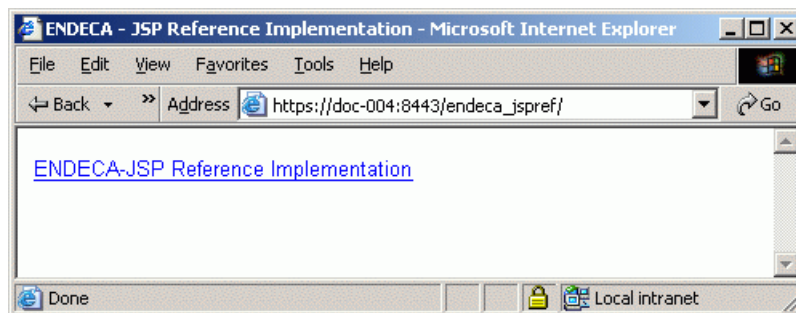 ENDECA - JSP Reference Implementation - Microsoft Internet Explorer
File Edit View Favorites Tools Help
Back » Address https://doc-004:8443/endeca_jspref/ Go
ENDECA-JSP Reference Implementation
Done Local intranet